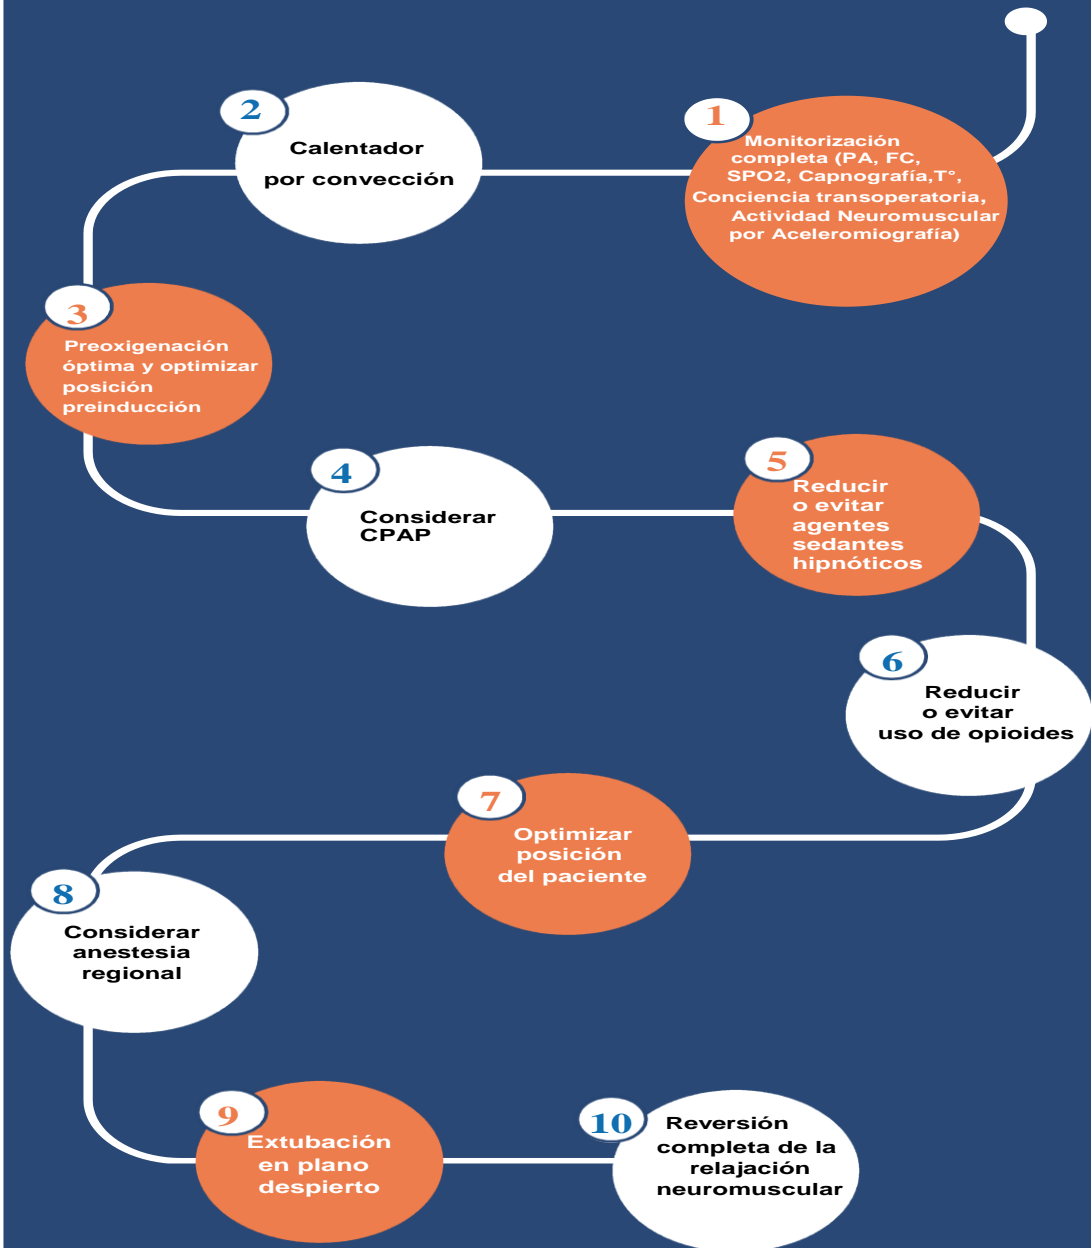 1
Monitorización
completa (PA, FC,
SPO2, Capnografía,T°,
Conciencia transoperatoria,
Actividad Neuromuscular
por Aceleromiografía)
2
Calentador
por convección
3
Preoxigenación
óptima y optimizar
posición
preinducción
4
Considerar
CPAP
5
Reducir
o evitar
agentes
sedantes
hipnóticos
6
Reducir
o evitar
uso de opioides
7
Optimizar
posición
del paciente
8
Considerar
anestesia
regional
9
Extubación
en plano
despierto
10
Reversión
completa de la
relajación
neuromuscular